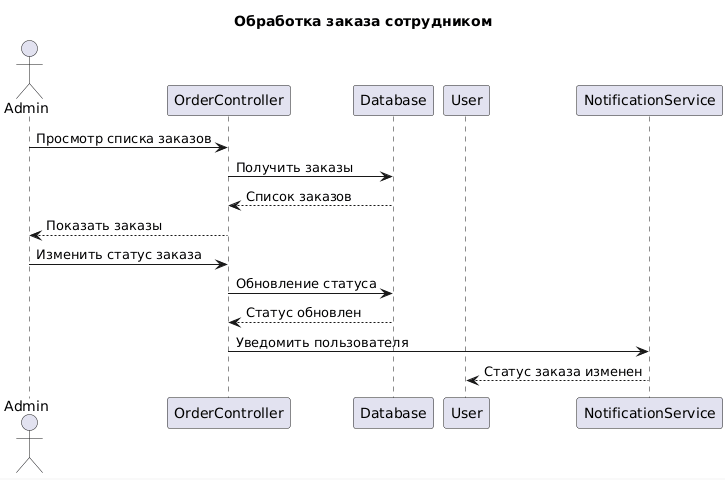 Обработка заказа сотрудником
Admin
OrderController
Database
User
NotificationService
Просмотр списка заказов
Получить заказы
Список заказов
Показать заказы
Изменить статус заказа
Обновление статуса
Статус обновлен
Уведомить пользователя
Статус заказа изменен
Admin
OrderController
Database
User
NotificationService